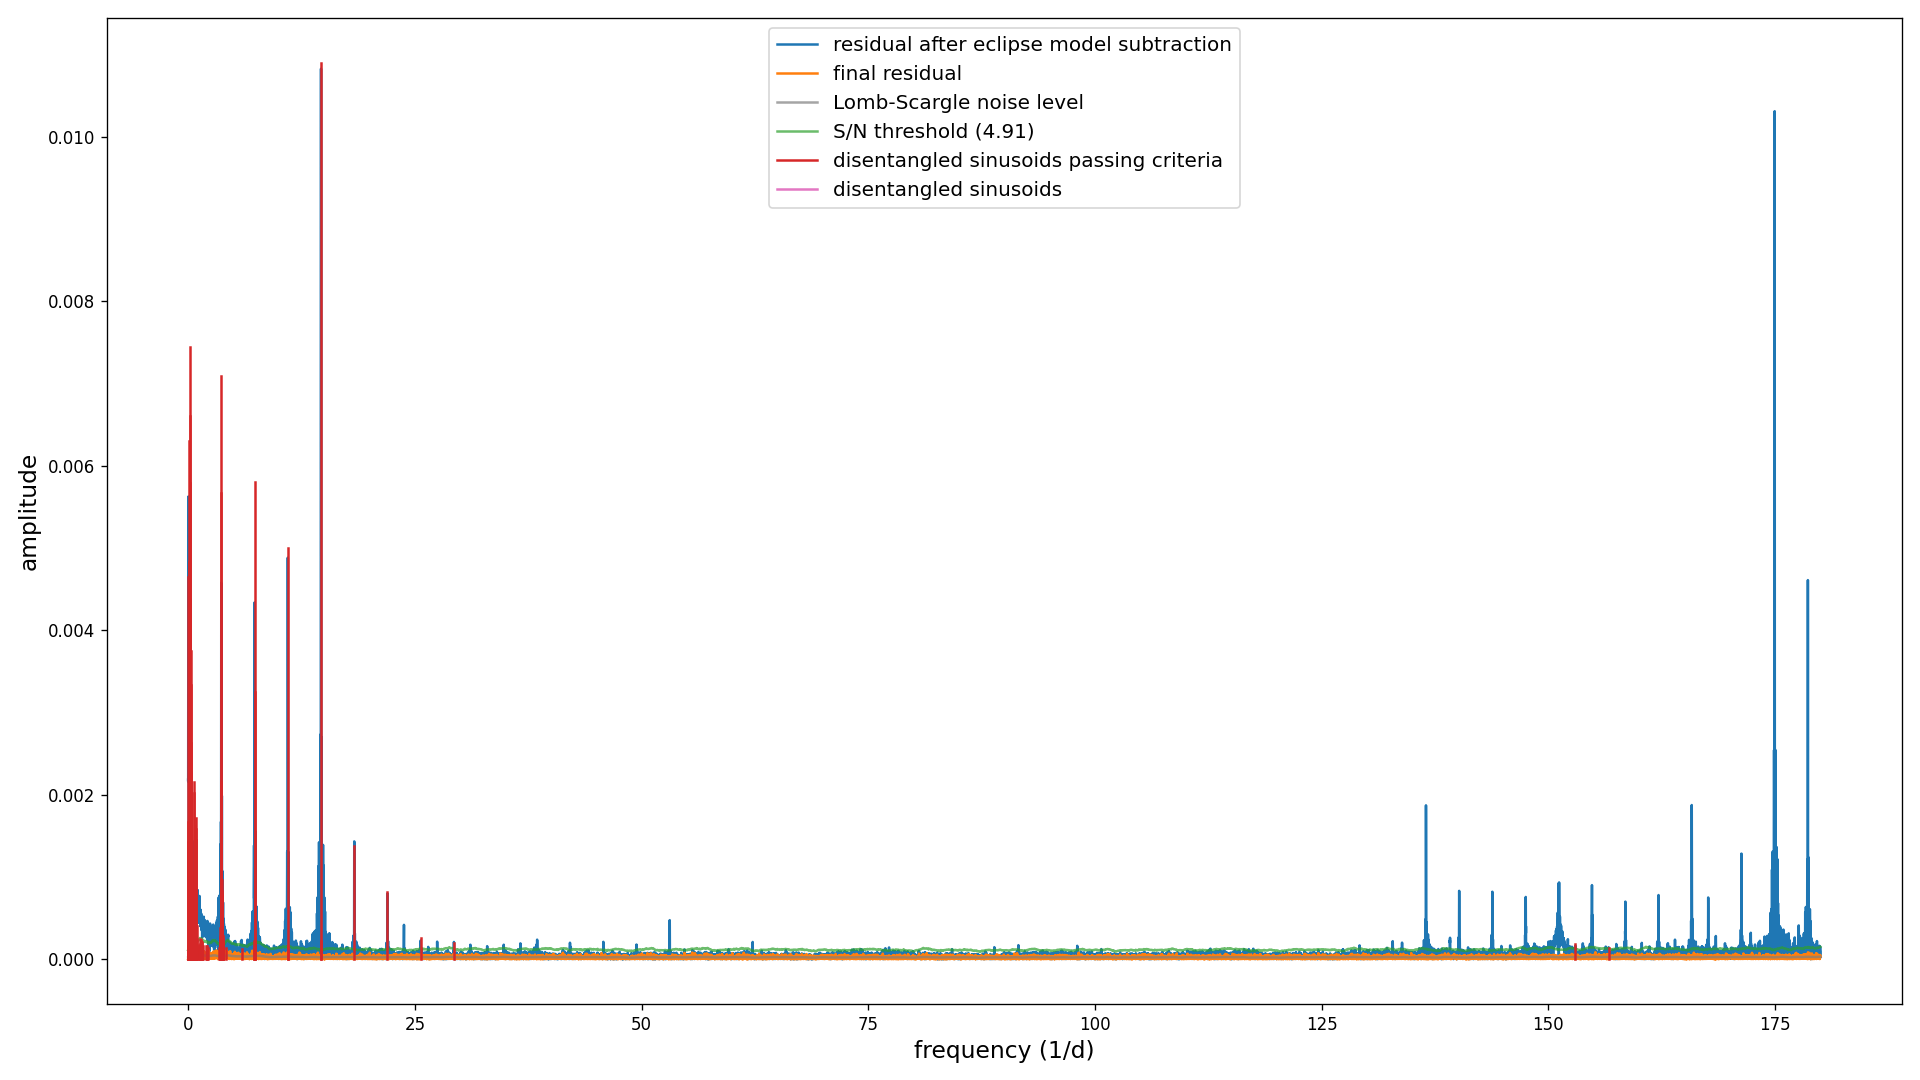 residual after eclipse model subtraction
final residual
Lomb-Scargle noise level
S/N threshold (4.91)
disentangled sinusoids passing criteria
disentangled sinusoids
amplitude
0.010
0.008
0.006
0.004
0.002
0.000
0 25 50 75 100 125 150 175
frequency (1/d)